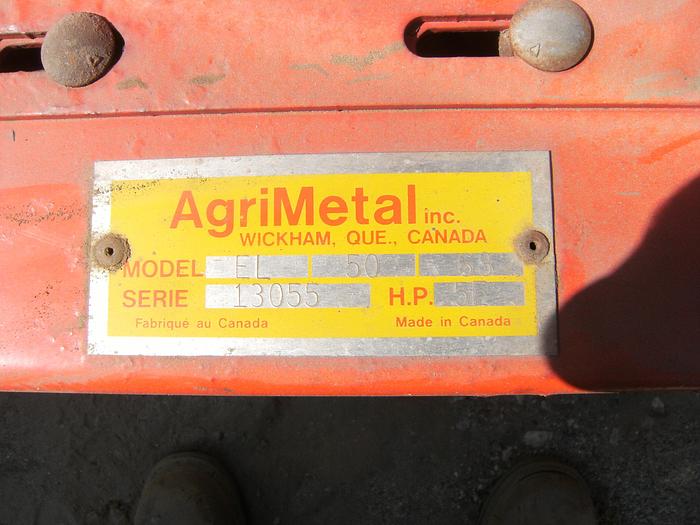 AgriMetal inc.
WICKHAM, QUE., CANADA
MODEL EL 50
SERIE 13055 H.P.
Fabriqué au Canada Made in Canada